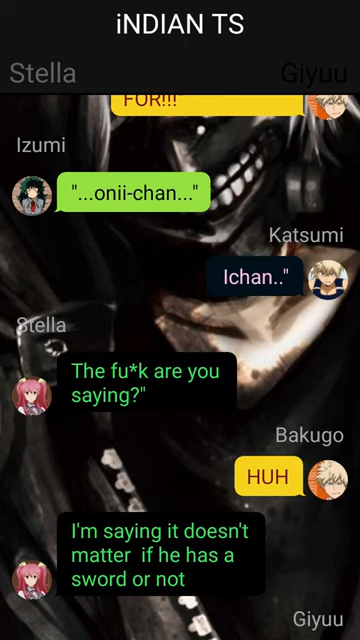 iNDIAN TS
Stella
Giyuu
FOR!!!"
Izumi
"...onii-chan..."
Katsumi
Ichan.."
Stella
The fu*k are you
saying?"
Bakugo
HUH
I'm saying it doesn't
matter if he has a
sword or not
Giyuu